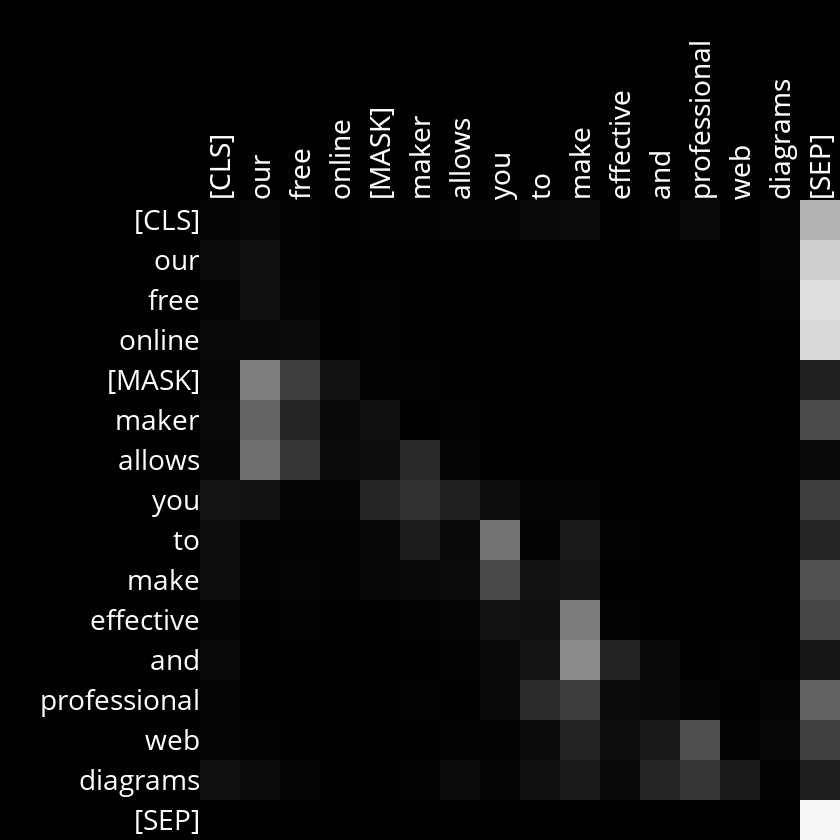 [CLS] our free online [MASK] maker allows you to make effective and professional web diagrams [SEP]
[CLS]
our
free
online
[MASK]
maker
allows
you
to
make
effective
and
professional
web
diagrams
[SEP]